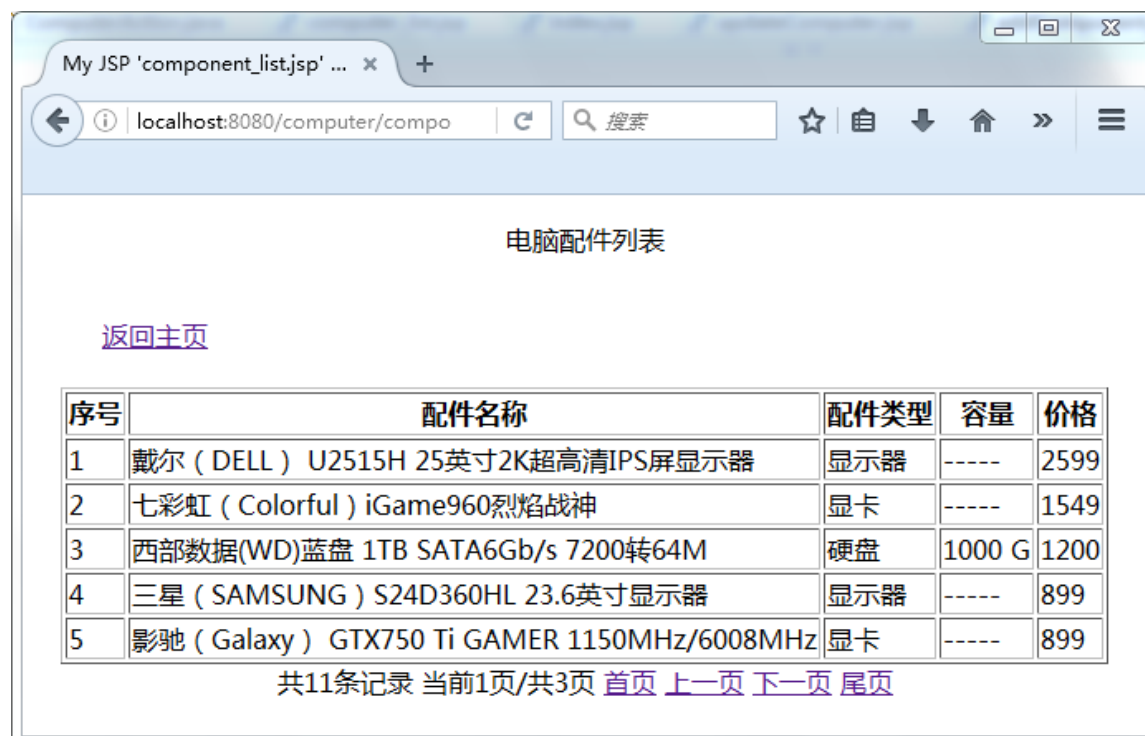 My JSP 'component_list.jsp' ...
localhost:8080/computer/compo
搜索
电脑配件列表
返回主页
序号 配件名称 配件类型 容量 价格
1 戴尔（DELL） U2515H 25英寸2K超高清IPS屏显示器 显示器 ----- 2599
2 七彩虹（Colorful）iGame960烈焰战神 显卡 ----- 1549
3 西部数据(WD)蓝盘 1TB SATA6Gb/s 7200转64M 硬盘 1000 G 1200
4 三星（SAMSUNG）S24D360HL 23.6英寸显示器 显示器 ----- 899
5 影驰（Galaxy） GTX750 Ti GAMER 1150MHz/6008MHz 显卡 ----- 899
共11条记录 当前1页/共3页 首页 上一页 下一页 尾页